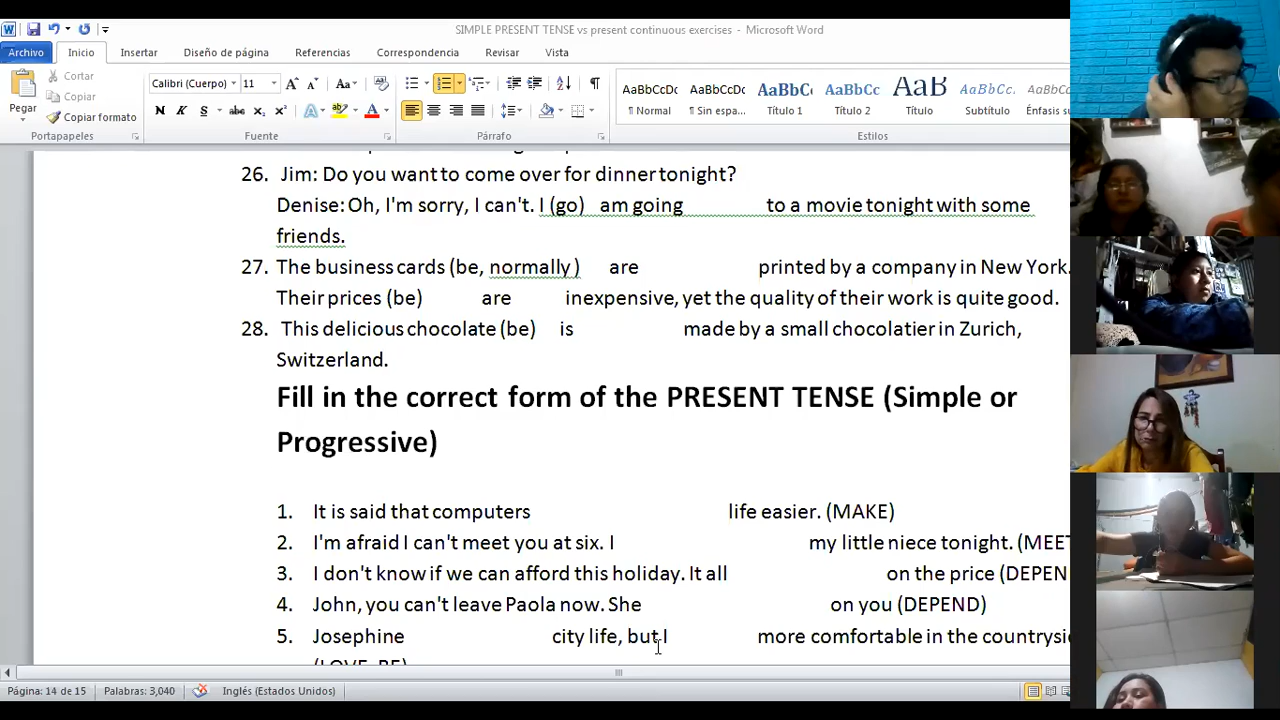 SIMPLE PRESENT TENSE vs present continuous exercises - Microsoft Word
Archivo Inicio Insertar Diseño de página Referencias Correspondencia Revisar Vista
Cortar
Copiar
Pegar
Copiar formato
Calibri (Cuerpo) 11
AaBbCcDc AaBbCcDc AaBbC AaBbCc AaB AaBbCc. AaBbCc
¶ Normal ¶ Sin espa... Título 1 Título 2 Título Subtítulo Énfasis su
Portapapeles Fuente Párrafo Estilos
26. Jim: Do you want to come over for dinner tonight?
Denise: Oh, I'm sorry, I can't. I (go) am going to a movie tonight with some
friends.
27. The business cards (be, normally ) are printed by a company in New York.
Their prices (be) are inexpensive, yet the quality of their work is quite good.
28. This delicious chocolate (be) is made by a small chocolatier in Zurich,
Switzerland.
Fill in the correct form of the PRESENT TENSE (Simple or
Progressive)
1. It is said that computers life easier. (MAKE)
2. I'm afraid I can't meet you at six. I my little niece tonight. (MEET
3. I don't know if we can afford this holiday. It all on the price (DEPEN
4. John, you can't leave Paola now. She on you (DEPEND)
5. Josephine city life, but I more comfortable in the countrysi
(LOVE, BE)
Página: 14 de 15 Palabras: 3,040 Inglés (Estados Unidos)